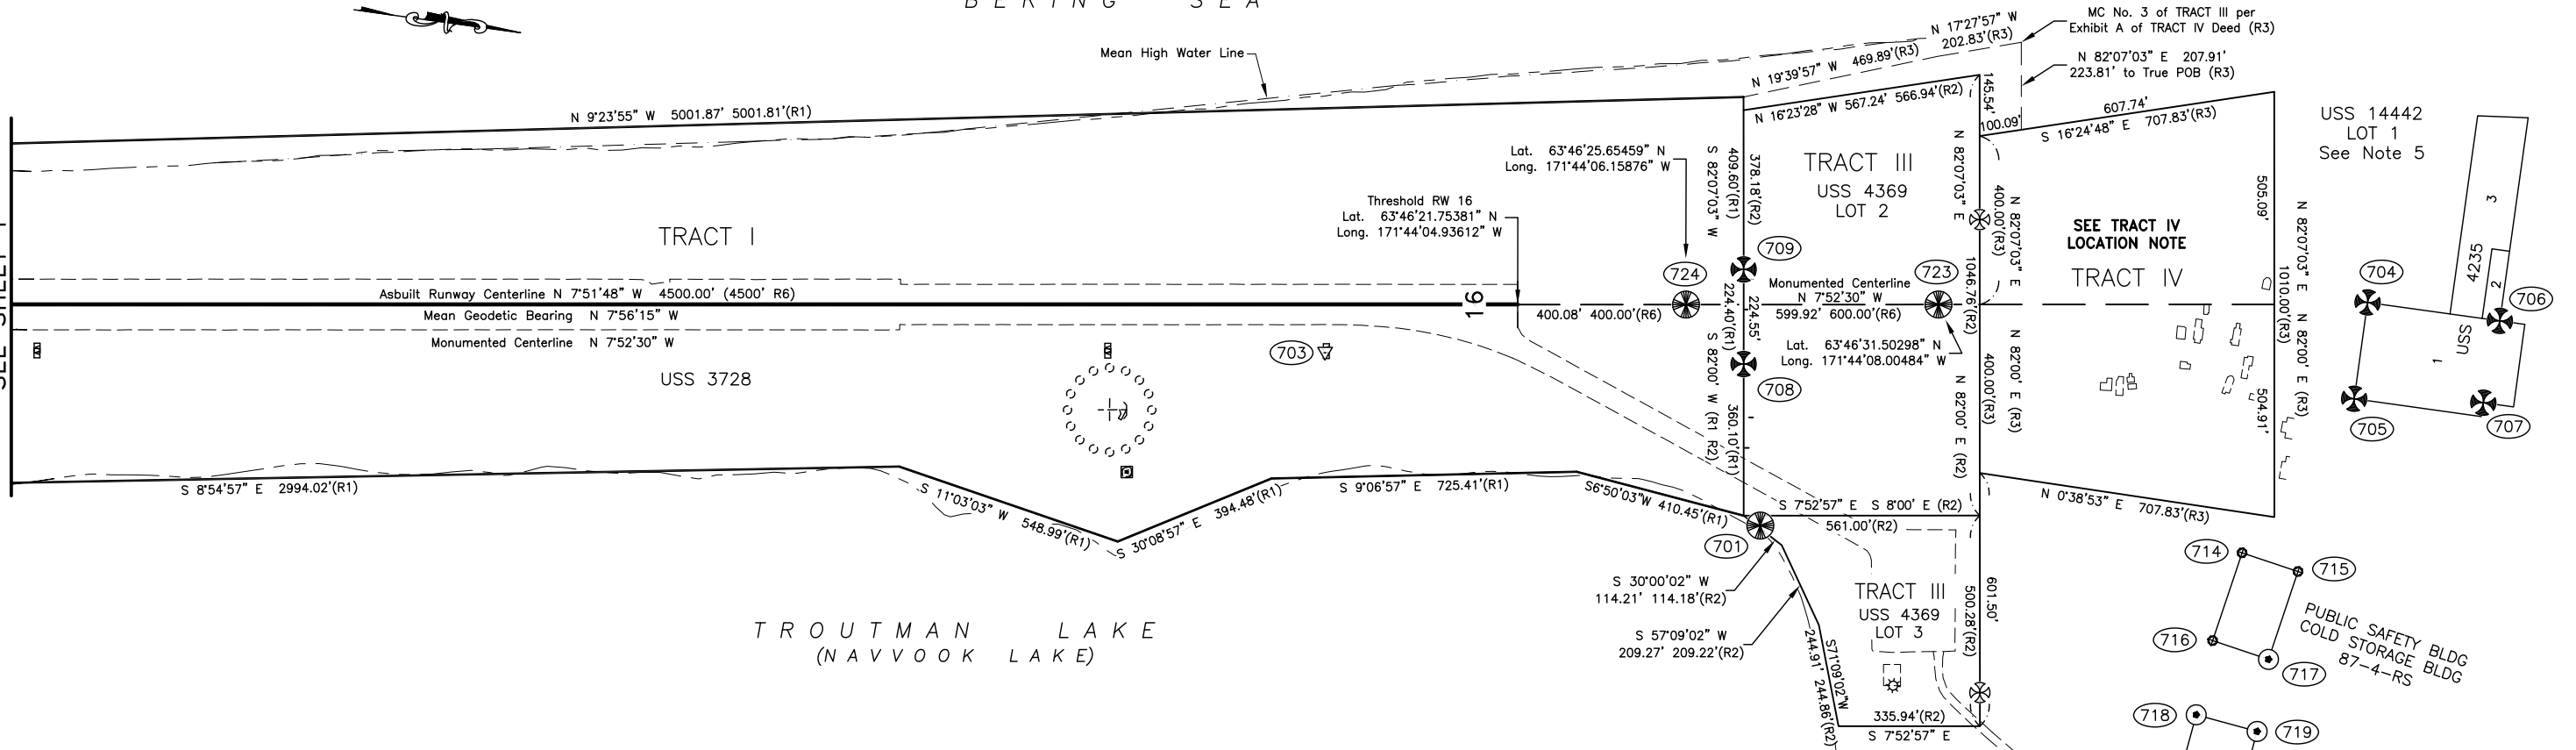 BERING SEA
Mean High Water Line
N 9°23'55" W 5001.87' 5001.81'(R1)
N 17°27'57" W
202.83'(R3)
N 19°39'57" W 469.89'(R3)
MC No. 3 of TRACT III per
Exhibit A of TRACT IV Deed (R3)
N 82°07'03" E 207.91'
223.81' to True POB (R3)
N 16°23'28" W 567.24' 566.94'(R2)
145.54'
100.09'
607.74'
S 16°24'48" E 707.83'(R3)
USS 14442
LOT 1
See Note 5
Lat. 63°46'25.65459" N
Long. 171°44'06.15876" W
Threshold RW 16
Lat. 63°46'21.75381" N
Long. 171°44'04.93612" W
S 82°07'03" W
409.60'(R1)
378.18'(R2)
TRACT III
USS 4369
LOT 2
N 82°07'03" E
400.00'(R3)
N 82°07'03" E
1046.76'(R2)
SEE TRACT IV
LOCATION NOTE
TRACT IV
505.09'
1010.00'(R3)
N 82°07'03" E N 82°00' E (R3)
504.91'
3
4235
2
USS
1
704
706
705
707
TRACT I
709
724
723
708
Asbuilt Runway Centerline N 7°51'48" W 4500.00' (4500' R6)
Mean Geodetic Bearing N 7°56'15" W
Monumented Centerline N 7°52'30" W
16
400.08' 400.00'(R6)
224.40'(R1)
224.55'
Monumented Centerline
N 7°52'30" W
599.92' 600.00'(R6)
Lat. 63°46'31.50298" N
Long. 171°44'08.00484" W
USS 3728
703
S 82°00' W (R1 R2)
360.10'(R1)
N 82°00' E (R2)
400.00'(R3)
N 82°00' E (R3)
SEE SHEET 1
S 8°54'57" E 2994.02'(R1)
S 11°03'03" W 548.99'(R1)
S 30°08'57" E 394.48'(R1)
S 9°06'57" E 725.41'(R1)
S6°50'03"W 410.45'(R1)
S 7°52'57" E S 8°00' E (R2)
561.00'(R2)
N 0°38'53" E 707.83'(R3)
701
S 30°00'02" W
114.21' 114.18'(R2)
S 57°09'02" W
209.27' 209.22'(R2)
S71°09'02"W
244.91' 244.86'(R2)
TRACT III
USS 4369
LOT 3
500.28'(R2)
601.50'
335.94'(R2)
S 7°52'57" E
TROUTMAN LAKE
(NAVVOOK LAKE)
714
715
716
717
PUBLIC SAFETY BLDG
COLD STORAGE BLDG
87-4-RS
718
719